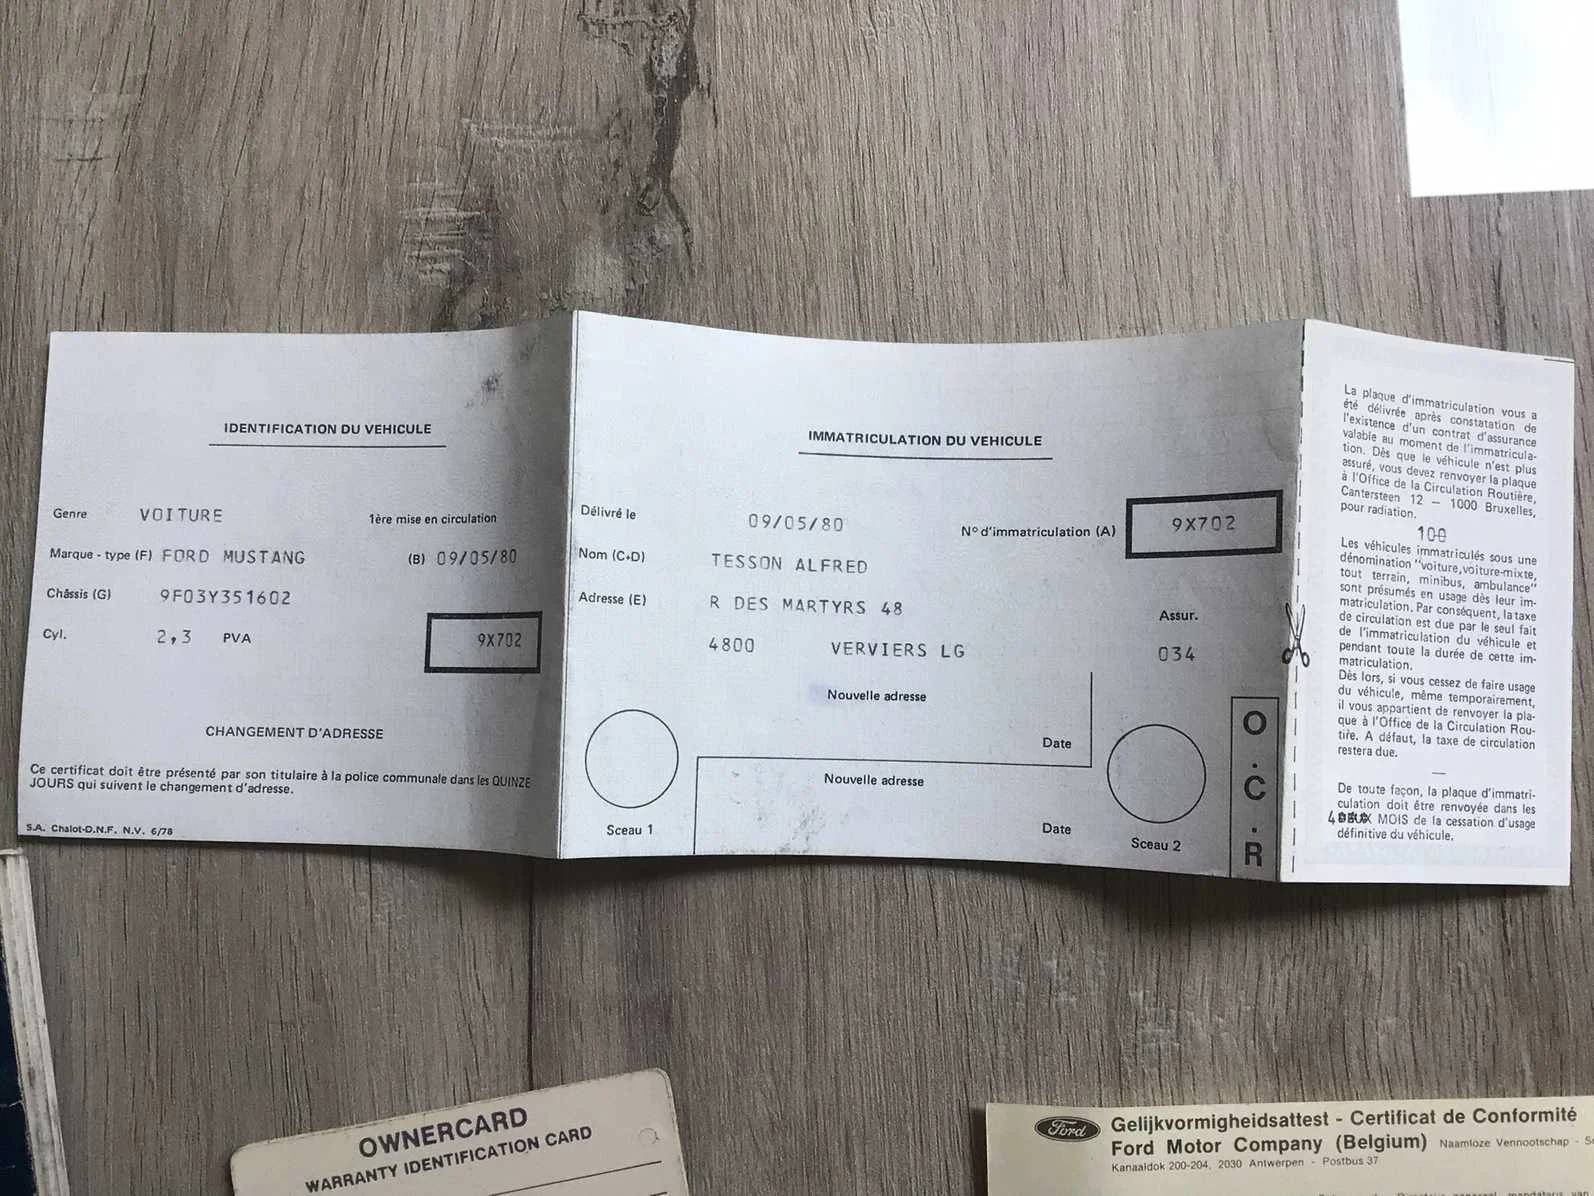 IDENTIFICATION DU VEHICULE
Genre VOITURE 1ère mise en circulation
Marque - type (F) FORD MUSTANG (B) 09/05/80
Châssis (G) 9F03Y351602
Cyl. 2,3 PVA 9X702
CHANGEMENT D'ADRESSE
Ce certificat doit être présenté par son titulaire à la police communale dans les QUINZE
JOURS qui suivent le changement d'adresse.
S.A. Chalot-D.N.F. N.V. 6/78
IMMATRICULATION DU VEHICULE
Délivré le 09/05/80 N° d'immatriculation (A) 9X702
Nom (C+D) TESSON ALFRED
Adresse (E) R DES MARTYRS 48 Assur.
4800 VERVIERS LG 034
Nouvelle adresse
Date
Nouvelle adresse
Date
Sceau 1
Sceau 2
O.C.R
La plaque d'immatriculation vous a
été délivrée après constatation de
l'existence d'un contrat d'assurance
valable au moment de l'immatricula-
tion. Dès que le véhicule n'est plus
assuré, vous devez renvoyer la plaque
à l'Office de la Circulation Routière,
Cantersteen 12 — 1000 Bruxelles,
pour radiation.
100
Les véhicules immatriculés sous une
dénomination "voiture,voiture-mixte,
tout terrain, minibus, ambulance"
sont présumés en usage dès leur im-
matriculation. Par conséquent, la taxe
de circulation est due par le seul fait
de l'immatriculation du véhicule et
pendant toute la durée de cette im-
matriculation.
Dès lors, si vous cessez de faire usage
du véhicule, même temporairement,
il vous appartient de renvoyer la pla-
que à l'Office de la Circulation Rou-
tière. A défaut, la taxe de circulation
restera due.
De toute façon, la plaque d'immatri-
culation doit être renvoyée dans les
4 DEUX MOIS de la cessation d'usage
définitive du véhicule.
OWNERCARD
WARRANTY IDENTIFICATION CARD
Ford
Gelijkvormigheidsattest - Certificat de Conformité
Ford Motor Company (Belgium) Naamloze Vennootschap - S
Kanaaldok 200-204, 2030 Antwerpen - Postbus 37